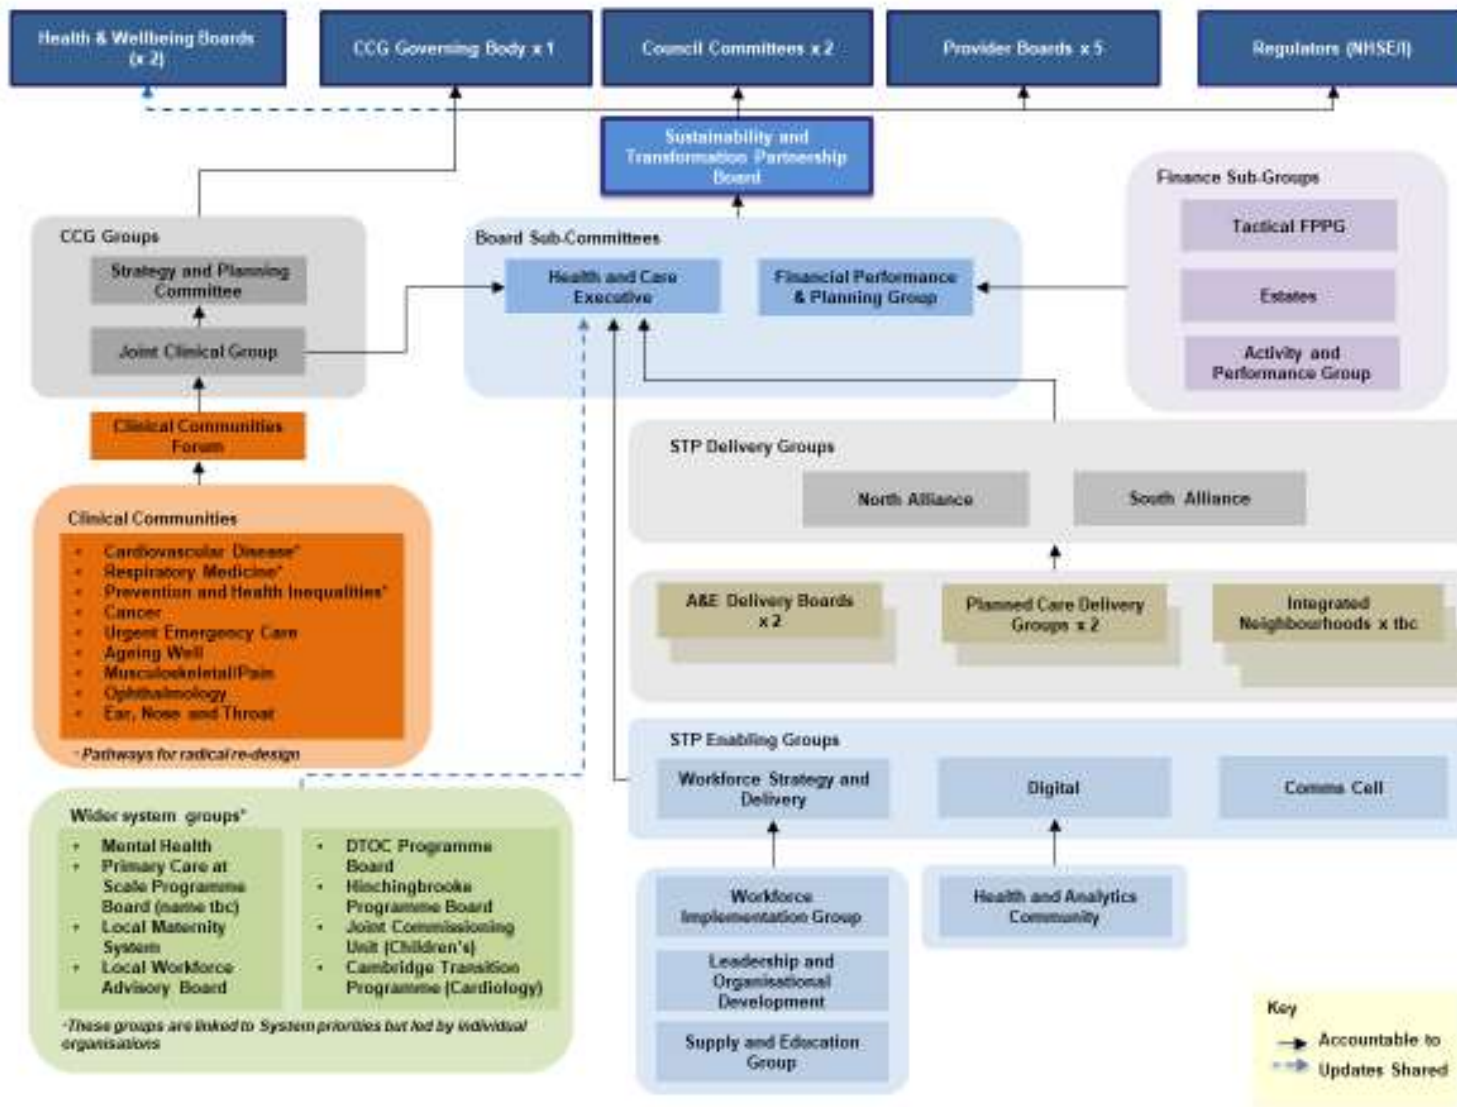 Health & Wellbeing Boards
(x 2)
CCG Governing Body x 1
Council Committees x 2
Provider Boards x 5
Regulators (NHSE/I)
Sustainability and
Transformation Partnership
Board
Finance Sub-Groups
Tactical FPPG
Estates
Activity and
Performance Group
CCG Groups
Strategy and Planning
Committee
Joint Clinical Group
Board Sub-Committees
Health and Care
Executive
Financial Performance
& Planning Group
Clinical Communities
Forum
Clinical Communities
• Cardiovascular Disease*
• Respiratory Medicine*
• Prevention and Health Inequalities*
• Cancer
• Urgent Emergency Care
• Ageing Well
• Musculoskeletal/Pain
• Ophthalmology
• Ear, Nose and Throat
* Pathways for radical re-design
STP Delivery Groups
North Alliance
South Alliance
A&E Delivery Boards
x 2
Planned Care Delivery
Groups x 2
Integrated
Neighbourhoods x tbc
STP Enabling Groups
Workforce Strategy and
Delivery
Digital
Comms Cell
Workforce
Implementation Group
Leadership and
Organisational
Development
Supply and Education
Group
Health and Analytics
Community
Wider system groups*
• Mental Health
• Primary Care at
Scale Programme
Board (name tbc)
• Local Maternity
System
• Local Workforce
Advisory Board
• DTOC Programme
Board
• Hinchingbrooke
Programme Board
• Joint Commissioning
Unit (Children's)
• Cambridge Transition
Programme (Cardiology)
*These groups are linked to System priorities but led by individual
organisations
Key
Accountable to
Updates Shared